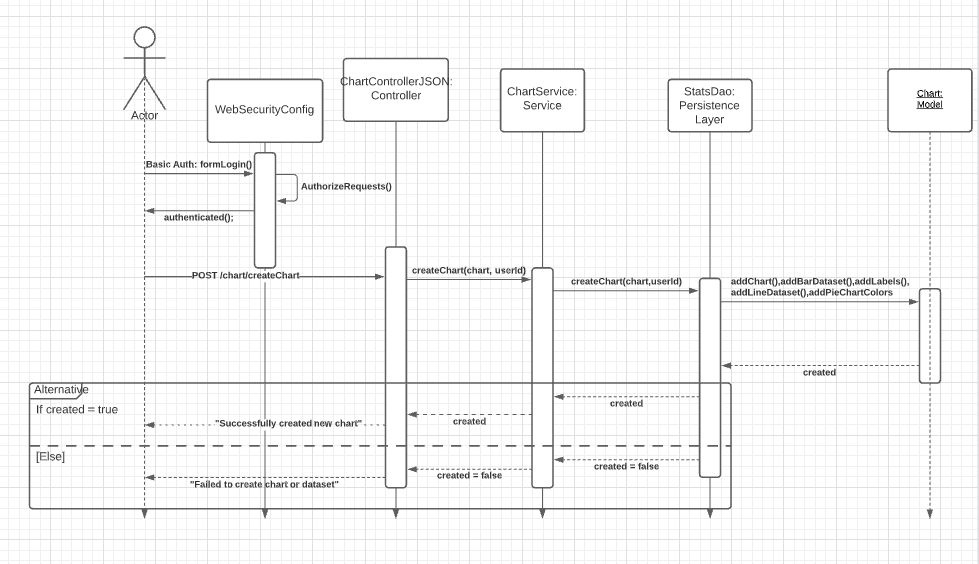 Actor
WebSecurityConfig
ChartControllerJSON:
Controller
ChartService:
Service
StatsDao:
Persistence
Layer
Chart:
Model
Basic Auth: formLogin()
AuthorizeRequests()
authenticated();
POST /chart/createChart
createChart(chart, userId)
createChart(chart,userId)
addChart(),addBarDataset(),addLabels(),
addLineDataset(),addPieChartColors
created
Alternative
If created = true
created
created
"Successfully created new chart"
[Else]
created = false
created = false
"Failed to create chart or dataset"